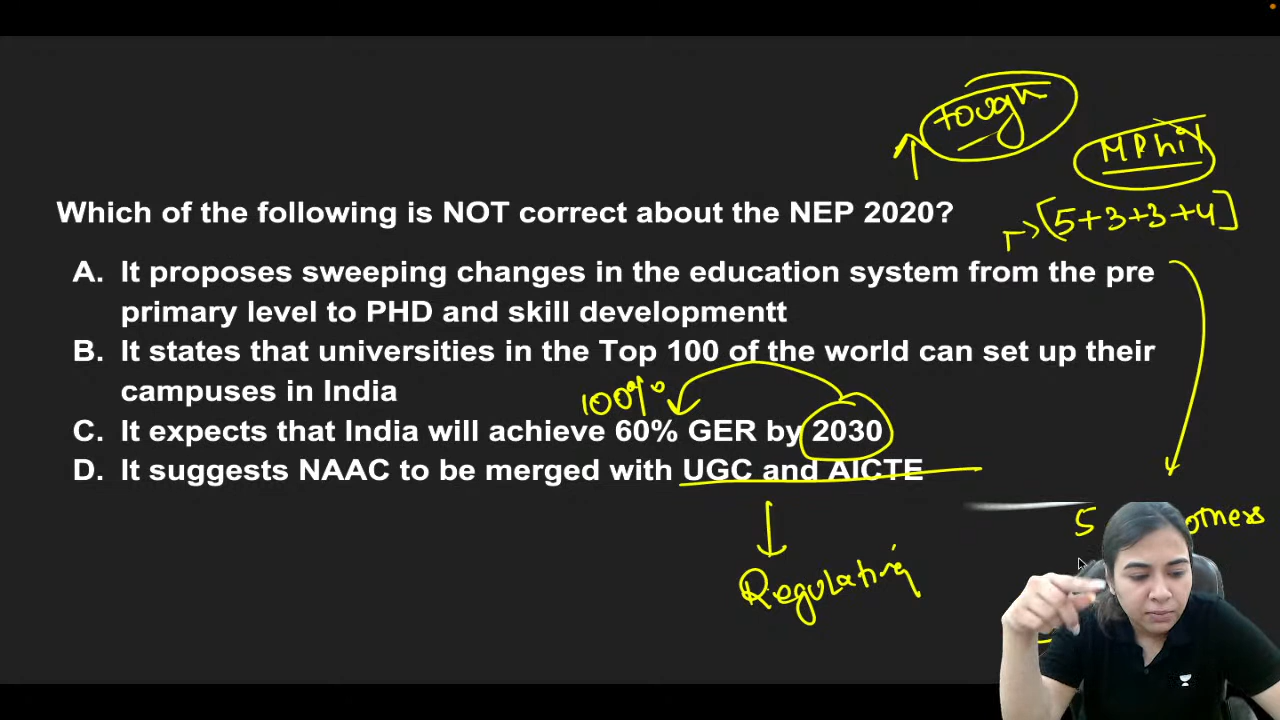 tough
MPhil
[5+3+3+4]
Which of the following is NOT correct about the NEP 2020?
A. It proposes sweeping changes in the education system from the pre
primary level to PHD and skill developmentt
B. It states that universities in the Top 100 of the world can set up their
campuses in India
100%
C. It expects that India will achieve 60% GER by 2030
D. It suggests NAAC to be merged with UGC and AICTE
5 others
Regulating